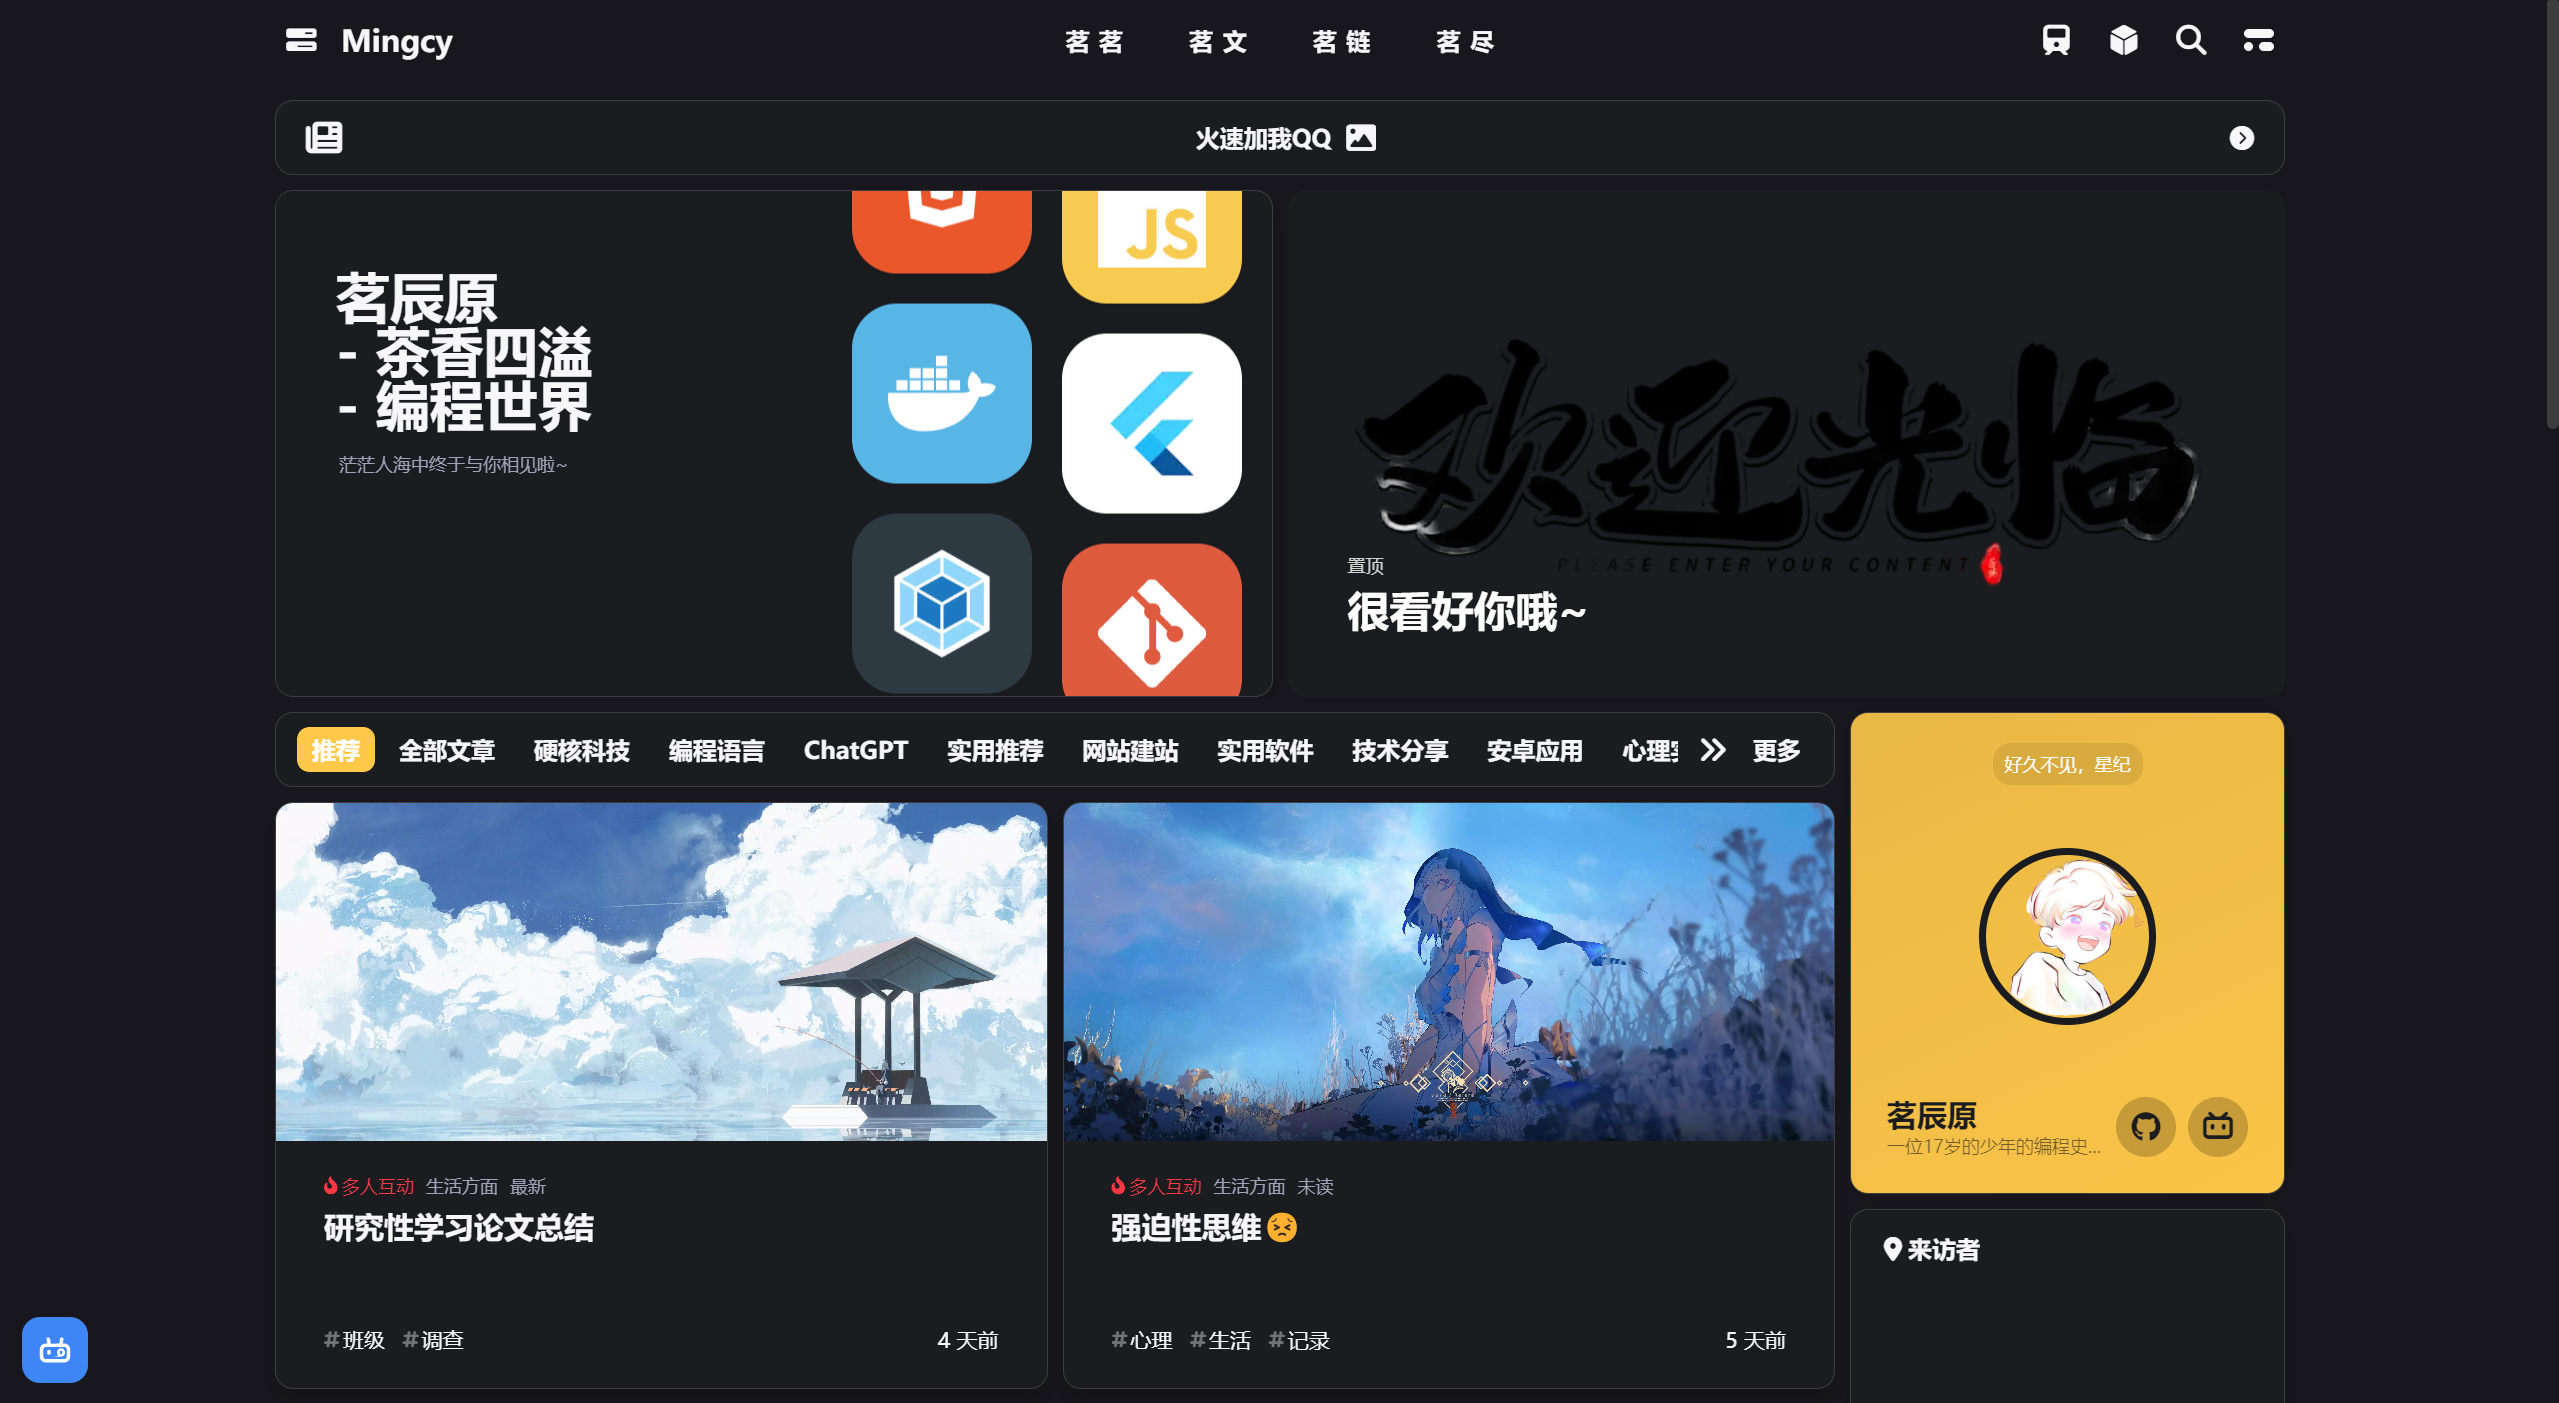 Mingcy
茗茗
茗文
茗链
茗尽
火速加我QQ
茗辰原
- 茶香四溢
- 编程世界
茫茫人海中终于与你相见啦~
JS
欢迎光临
PLEASE ENTER YOUR CONTENT
置顶
很看好你哦~
推荐
全部文章
硬核科技
编程语言
ChatGPT
实用推荐
网站建站
实用软件
技术分享
安卓应用
心理
更多
多人互动 生活方面 最新
研究性学习论文总结
#班级 #调查
4 天前
多人互动 生活方面 未读
强迫性思维😣
#心理 #生活 #记录
5 天前
好久不见，星纪
茗辰原
一位17岁的少年的编程史...
来访者